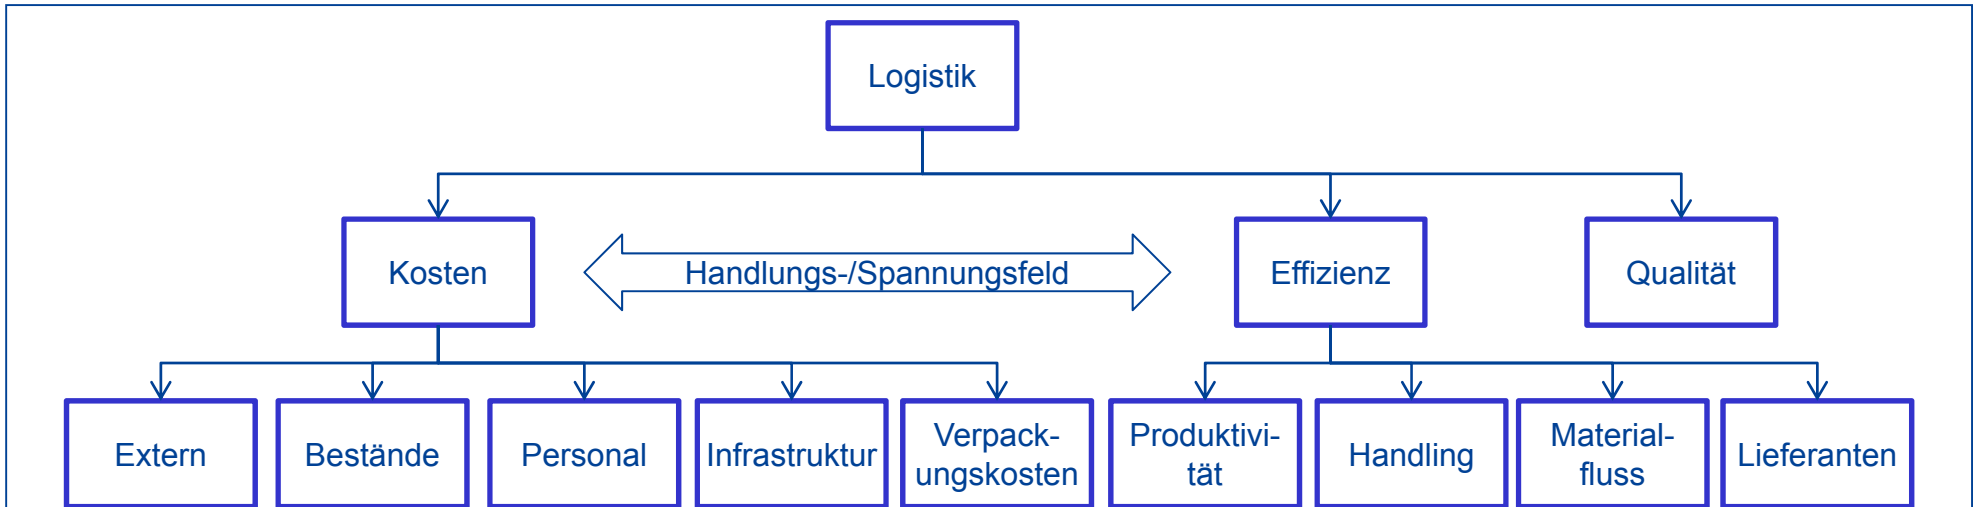 Logistik
Kosten
Handlungs-/Spannungsfeld
Effizienz
Qualität
Extern
Bestände
Personal
Infrastruktur
Verpack-
ungskosten
Produktivi-
tät
Handling
Material-
fluss
Lieferanten